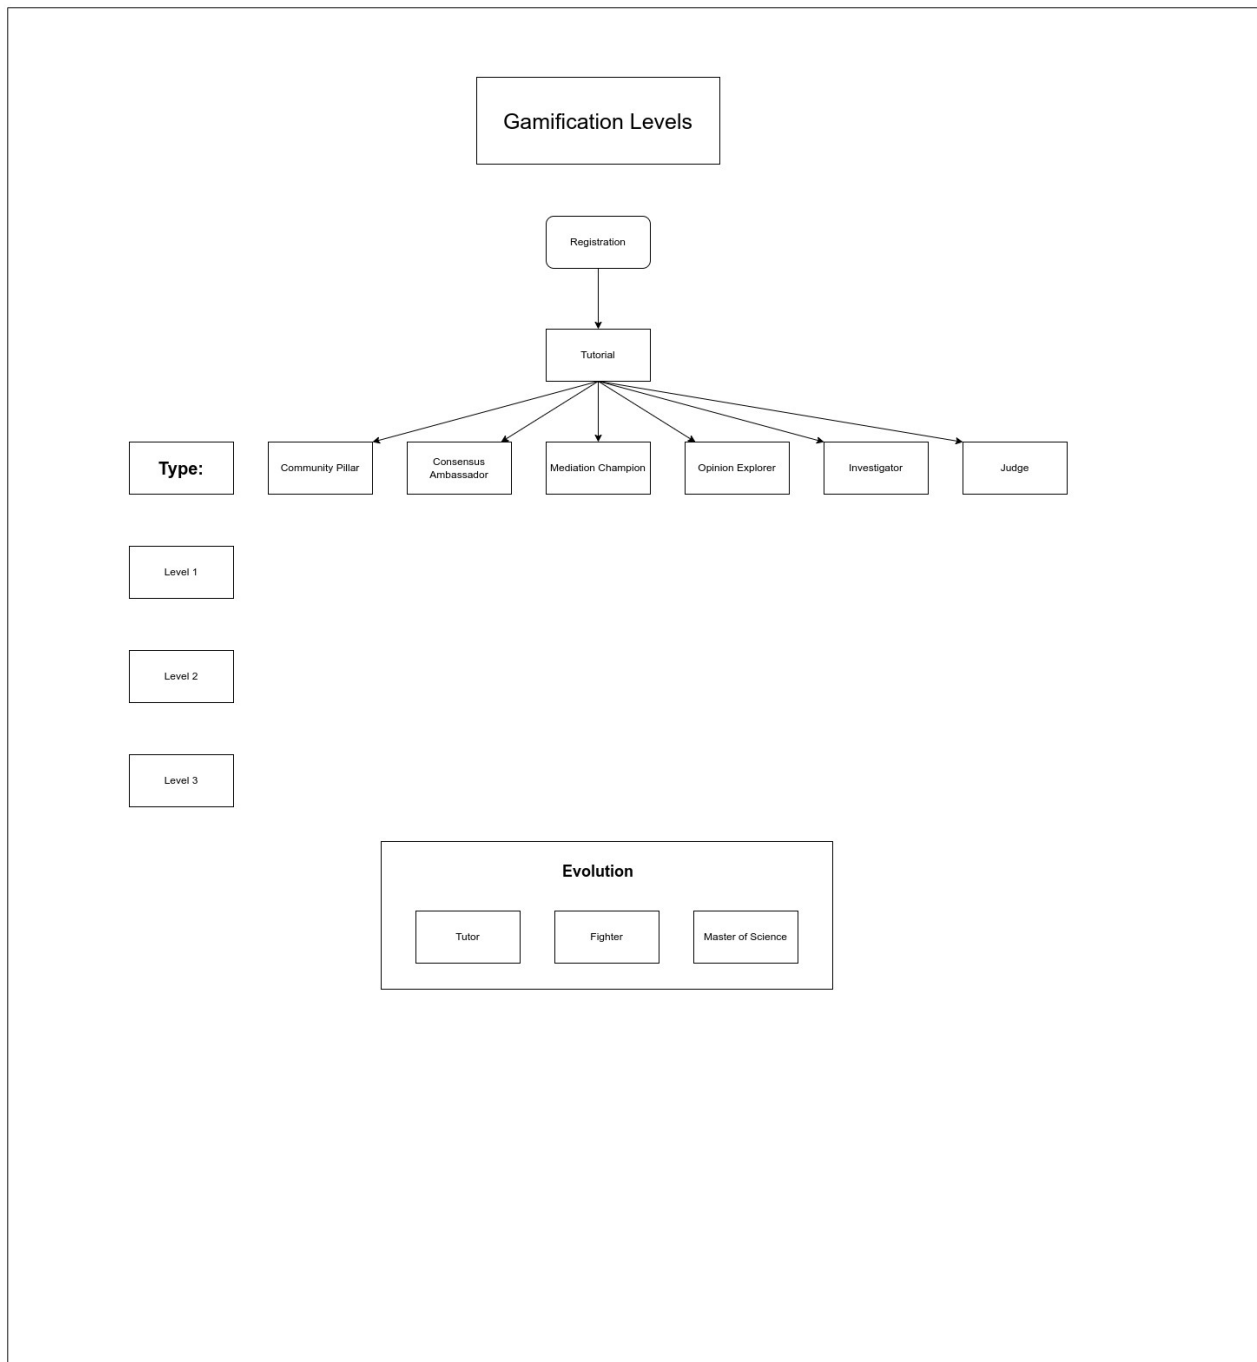 Gamification Levels
Registration
Tutorial
Type:
Community Pillar
Consensus
Ambassador
Mediation Champion
Opinion Explorer
Investigator
Judge
Level 1
Level 2
Level 3
Evolution
Tutor
Fighter
Master of Science